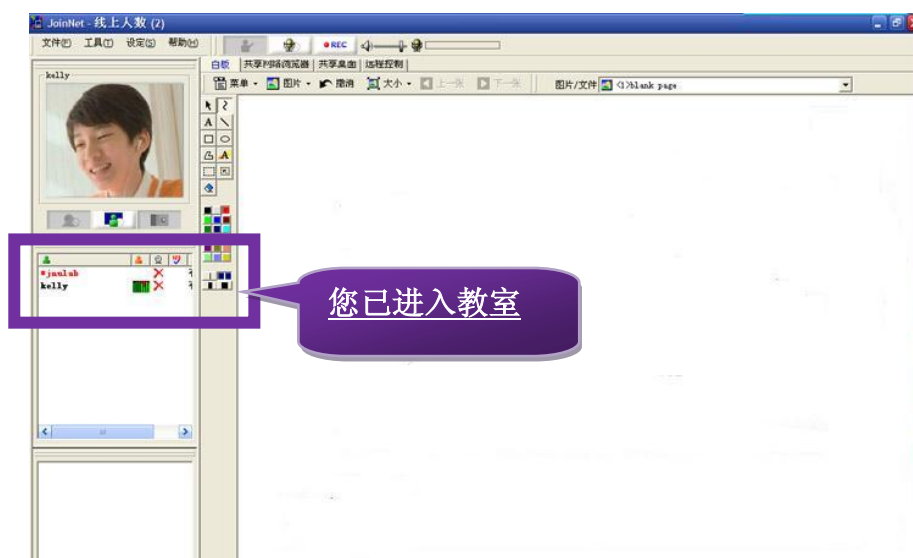 JoinNet - 线上人数 (2)
文件(F) 工具(T) 设定(S) 帮助(H)
REC
白板 共享网络浏览器 共享桌面 远程控制
菜单 图片 撤消 大小 上一张 下一张 图片/文件 <1>blank page
kelly
A
A
*jnulab
kelly
您已进入教室